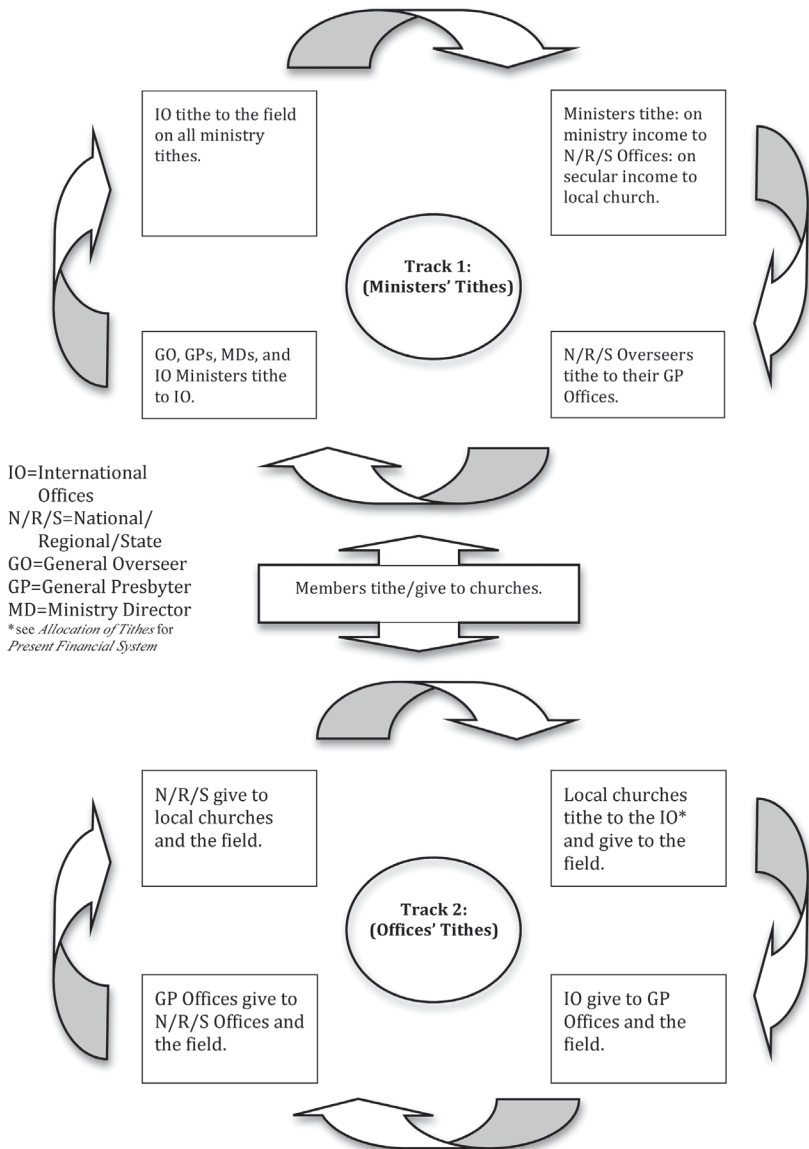 IO tithe to the field
on all ministry
tithes.
Ministers tithe: on
ministry income to
N/R/S Offices: on
secular income to
local church.
Track 1:
(Ministers' Tithes)
GO, GPs, MDs, and
IO Ministers tithe
to IO.
N/R/S Overseers
tithe to their GP
Offices.
IO=International
Offices
N/R/S=National/
Regional/State
GO=General Overseer
GP=General Presbyter
MD=Ministry Director
*see Allocation of Tithes for
Present Financial System
Members tithe/give to churches.
N/R/S give to
local churches
and the field.
Local churches
tithe to the IO*
and give to the
field.
Track 2:
(Offices' Tithes)
GP Offices give to
N/R/S Offices and
the field.
IO give to GP
Offices and the
field.